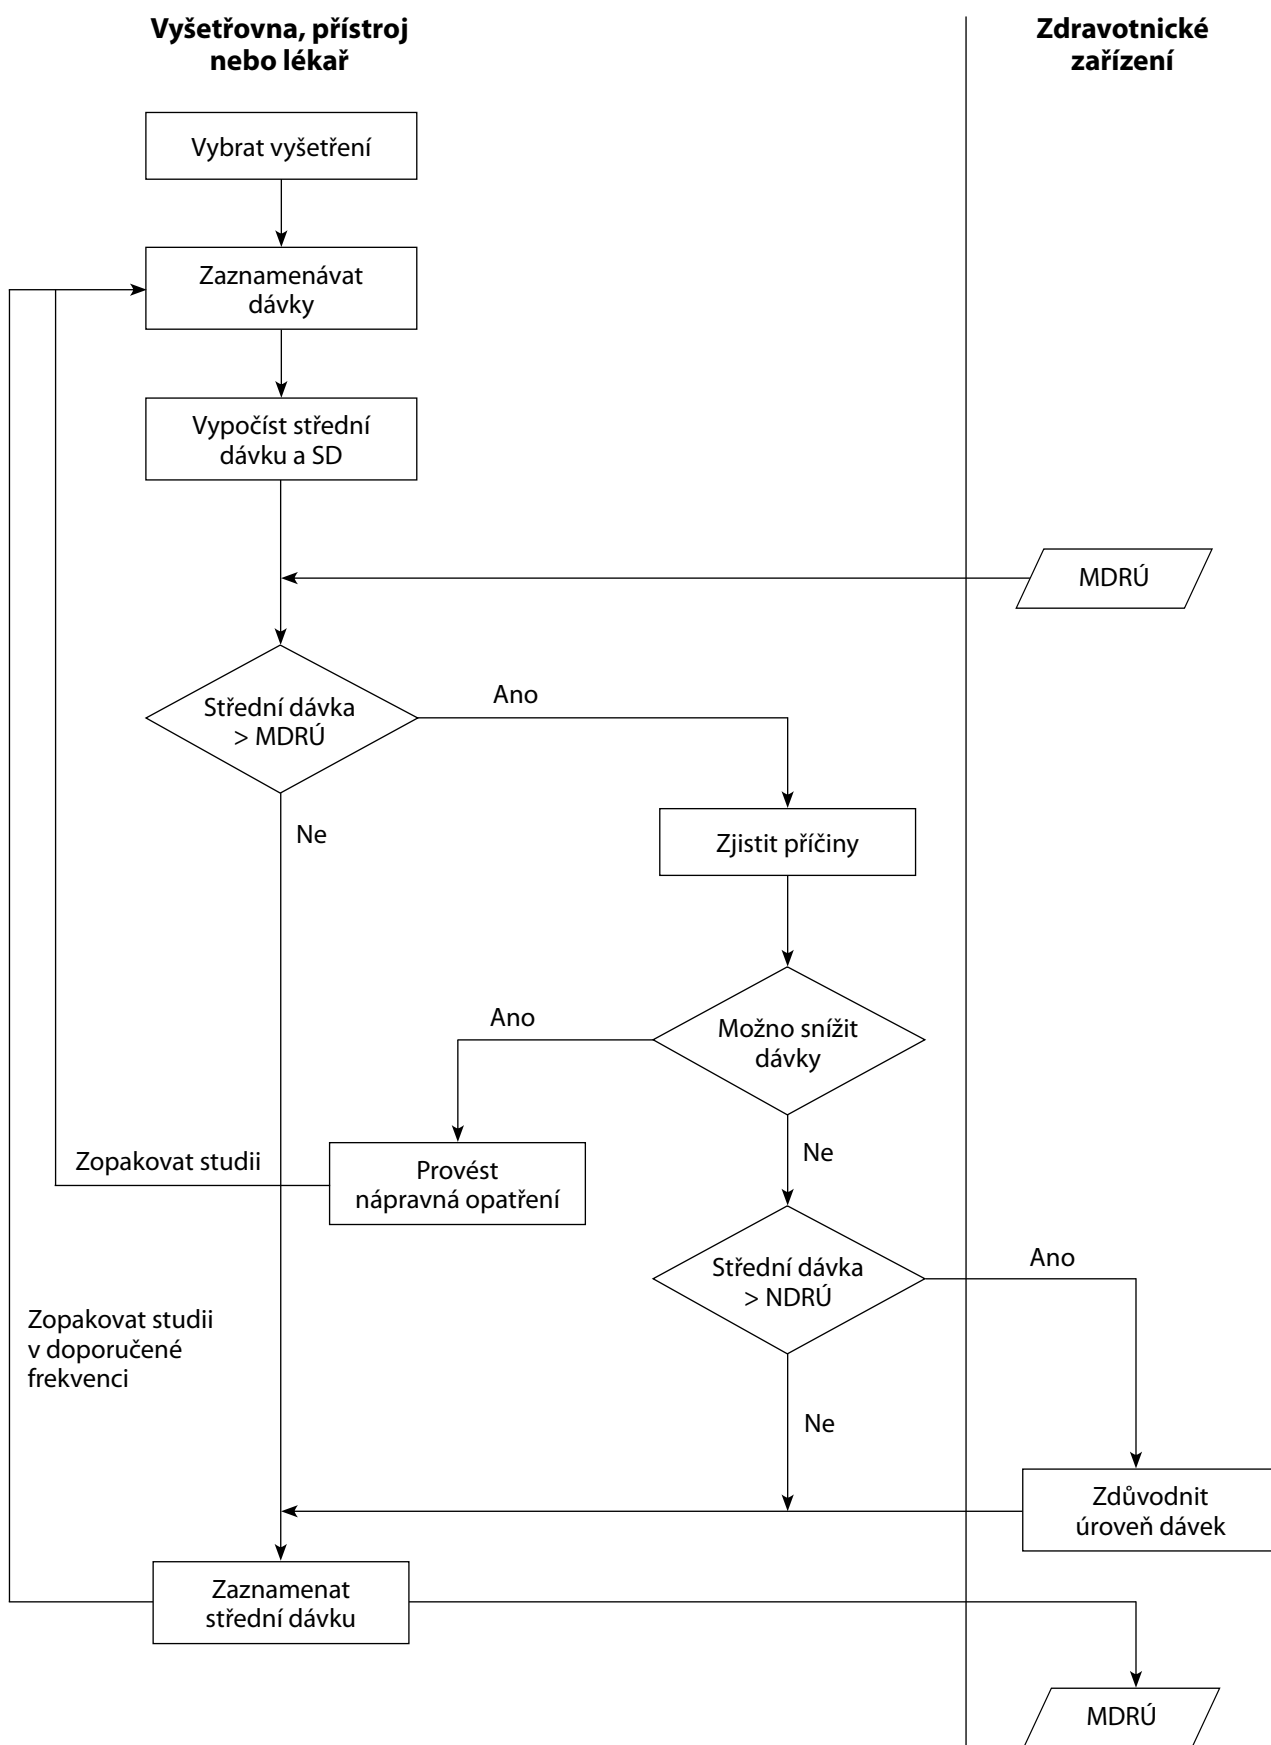 Vyšetřovna, přístroj
nebo lékař
Zdravotnické
zařízení
Vybrat vyšetření
Zaznamenávat
dávky
Vypočíst střední
dávku a SD
MDRÚ
Střední dávka
> MDRÚ
Ano
Ne
Zjistit příčiny
Možno snížit
dávky
Ano
Ne
Zopakovat studii
Provést
nápravná opatření
Střední dávka
> NDRÚ
Ano
Ne
Zopakovat studii
v doporučené
frekvenci
Zdůvodnit
úroveň dávek
Zaznamenat
střední dávku
MDRÚ